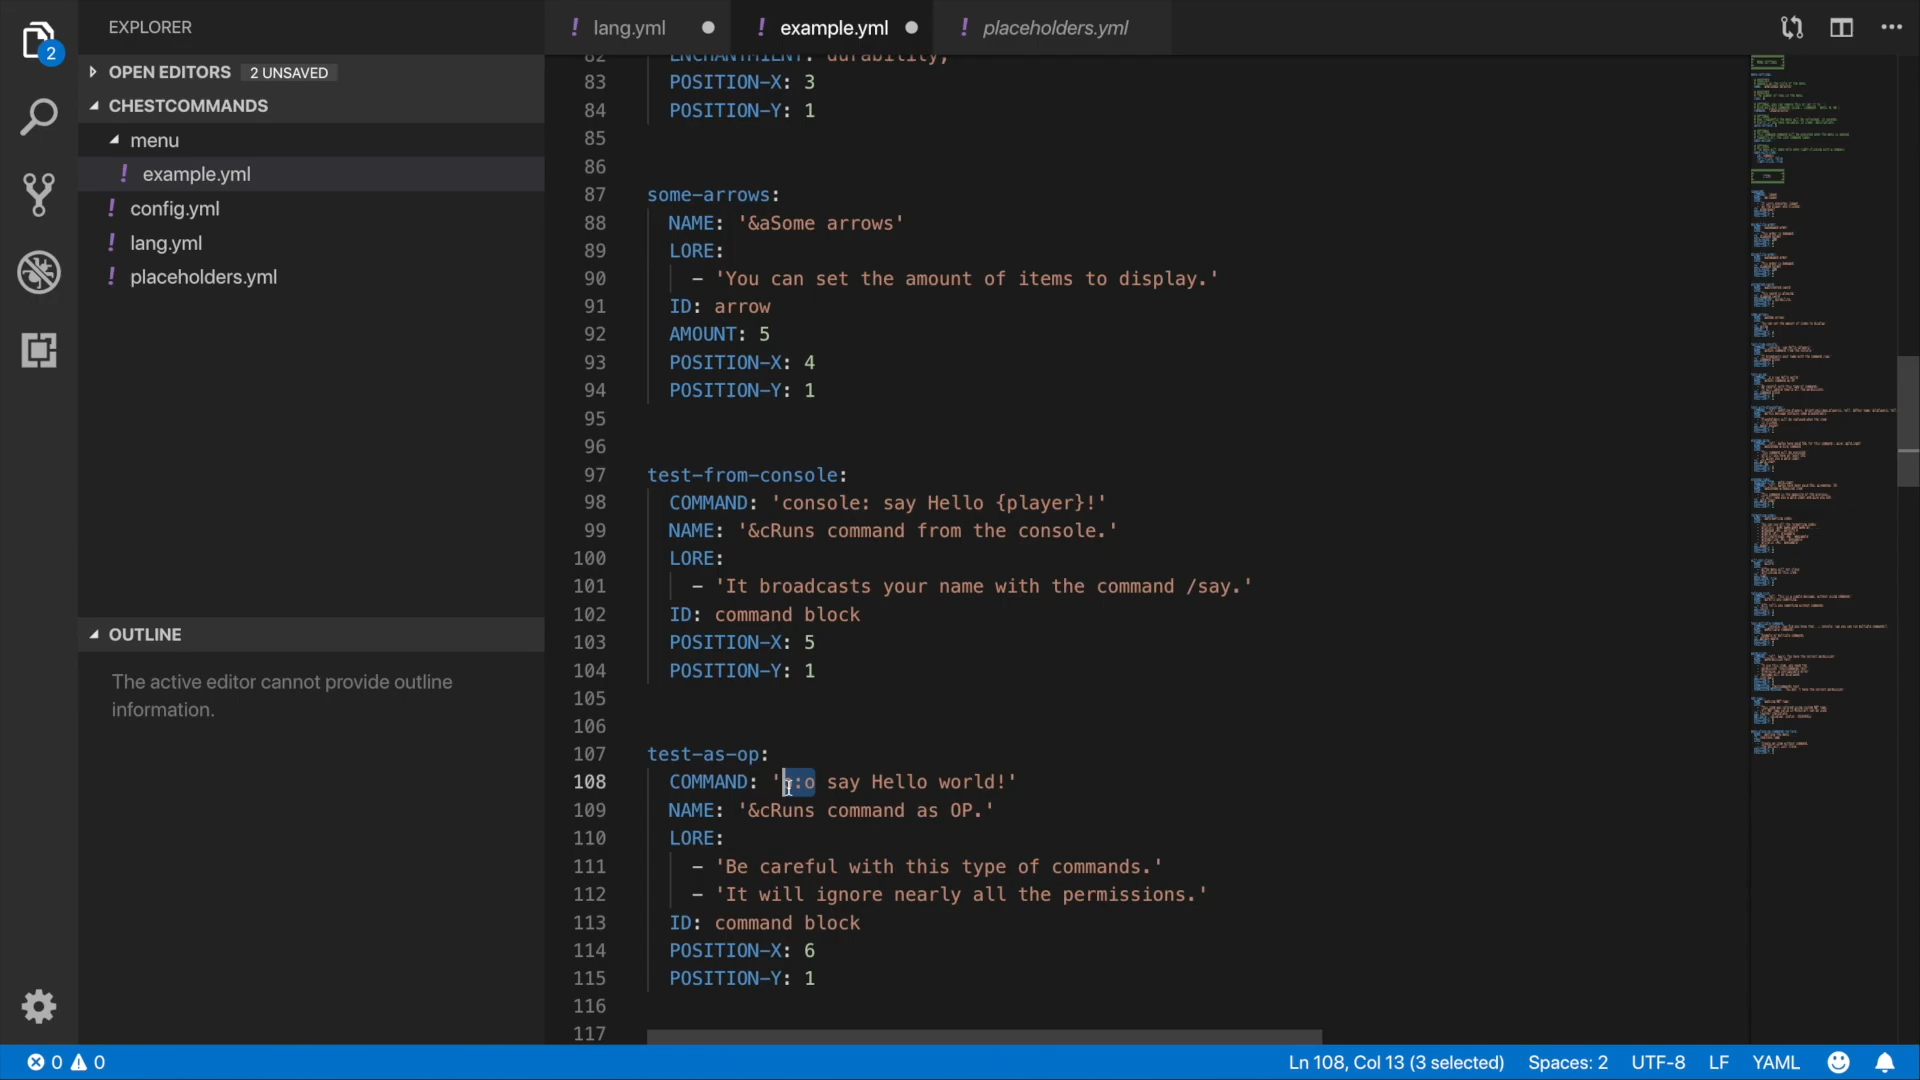 EXPLORER
OPEN EDITORS 2 UNSAVED
CHESTCOMMANDS
menu
! example.yml
! config.yml
! lang.yml
! placeholders.yml
OUTLINE
The active editor cannot provide outline
information.
2
! lang.yml
! example.yml
! placeholders.yml
82 ENCHANTMENT: durability,
83 POSITION-X: 3
84 POSITION-Y: 1
85
86
87 some-arrows:
88 NAME: '&aSome arrows'
89 LORE:
90 - 'You can set the amount of items to display.'
91 ID: arrow
92 AMOUNT: 5
93 POSITION-X: 4
94 POSITION-Y: 1
95
96
97 test-from-console:
98 COMMAND: 'console: say Hello {player}!'
99 NAME: '&cRuns command from the console.'
100 LORE:
101 - 'It broadcasts your name with the command /say.'
102 ID: command block
103 POSITION-X: 5
104 POSITION-Y: 1
105
106
107 test-as-op:
108 COMMAND: ' say Hello world!'
109 NAME: '&cRuns command as OP.'
110 LORE:
111 - 'Be careful with this type of commands.'
112 - 'It will ignore nearly all the permissions.'
113 ID: command block
114 POSITION-X: 6
115 POSITION-Y: 1
116
117
0 0
Ln 108, Col 13 (3 selected) Spaces: 2 UTF-8 LF YAML